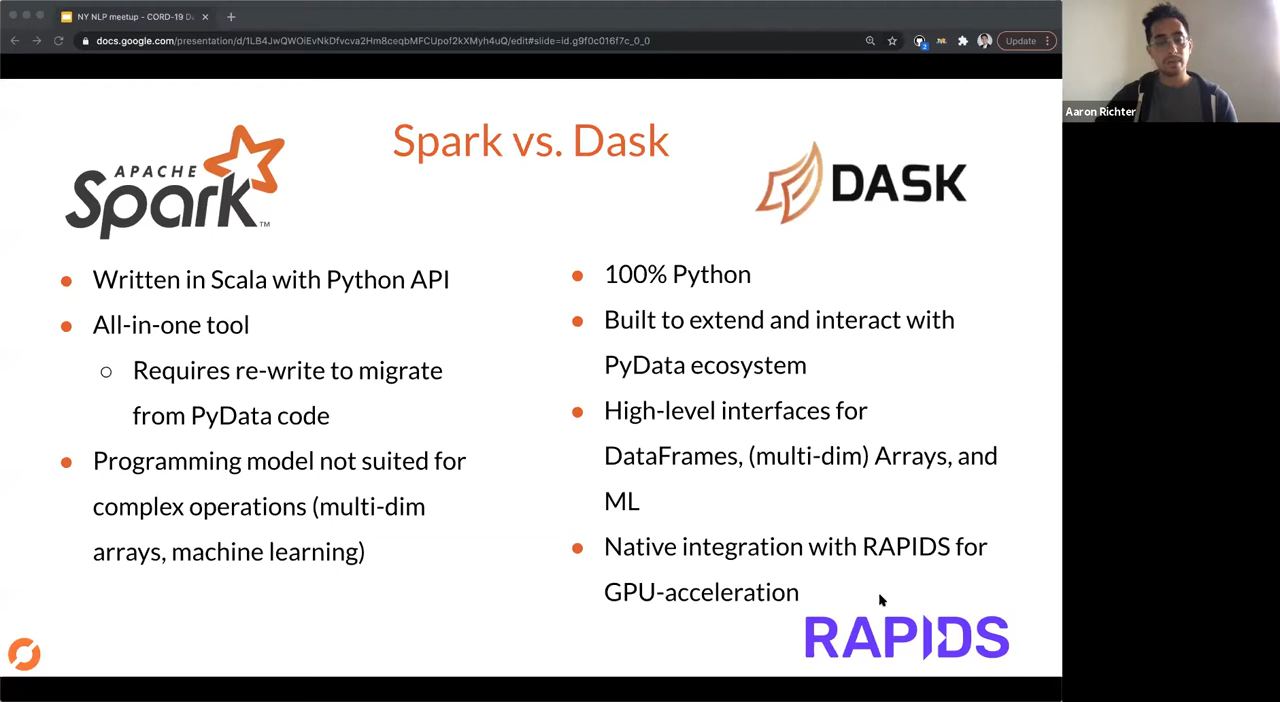 NY NLP meetup - CORD-19 D
docs.google.com/presentation/d/1LB4JwQWOiEvNkDfvcva2Hm8ceqbMFCUpof2kXMyh4uQ/edit#slide=id.g9f0c016f7c_0_0
2
Update
Aaron Richter
Spark vs. Dask
APACHE
Spark™
DASK
● Written in Scala with Python API
● All-in-one tool
○ Requires re-write to migrate
from PyData code
● Programming model not suited for
complex operations (multi-dim
arrays, machine learning)
● 100% Python
● Built to extend and interact with
PyData ecosystem
● High-level interfaces for
DataFrames, (multi-dim) Arrays, and
ML
● Native integration with RAPIDS for
GPU-acceleration
RAPIDS